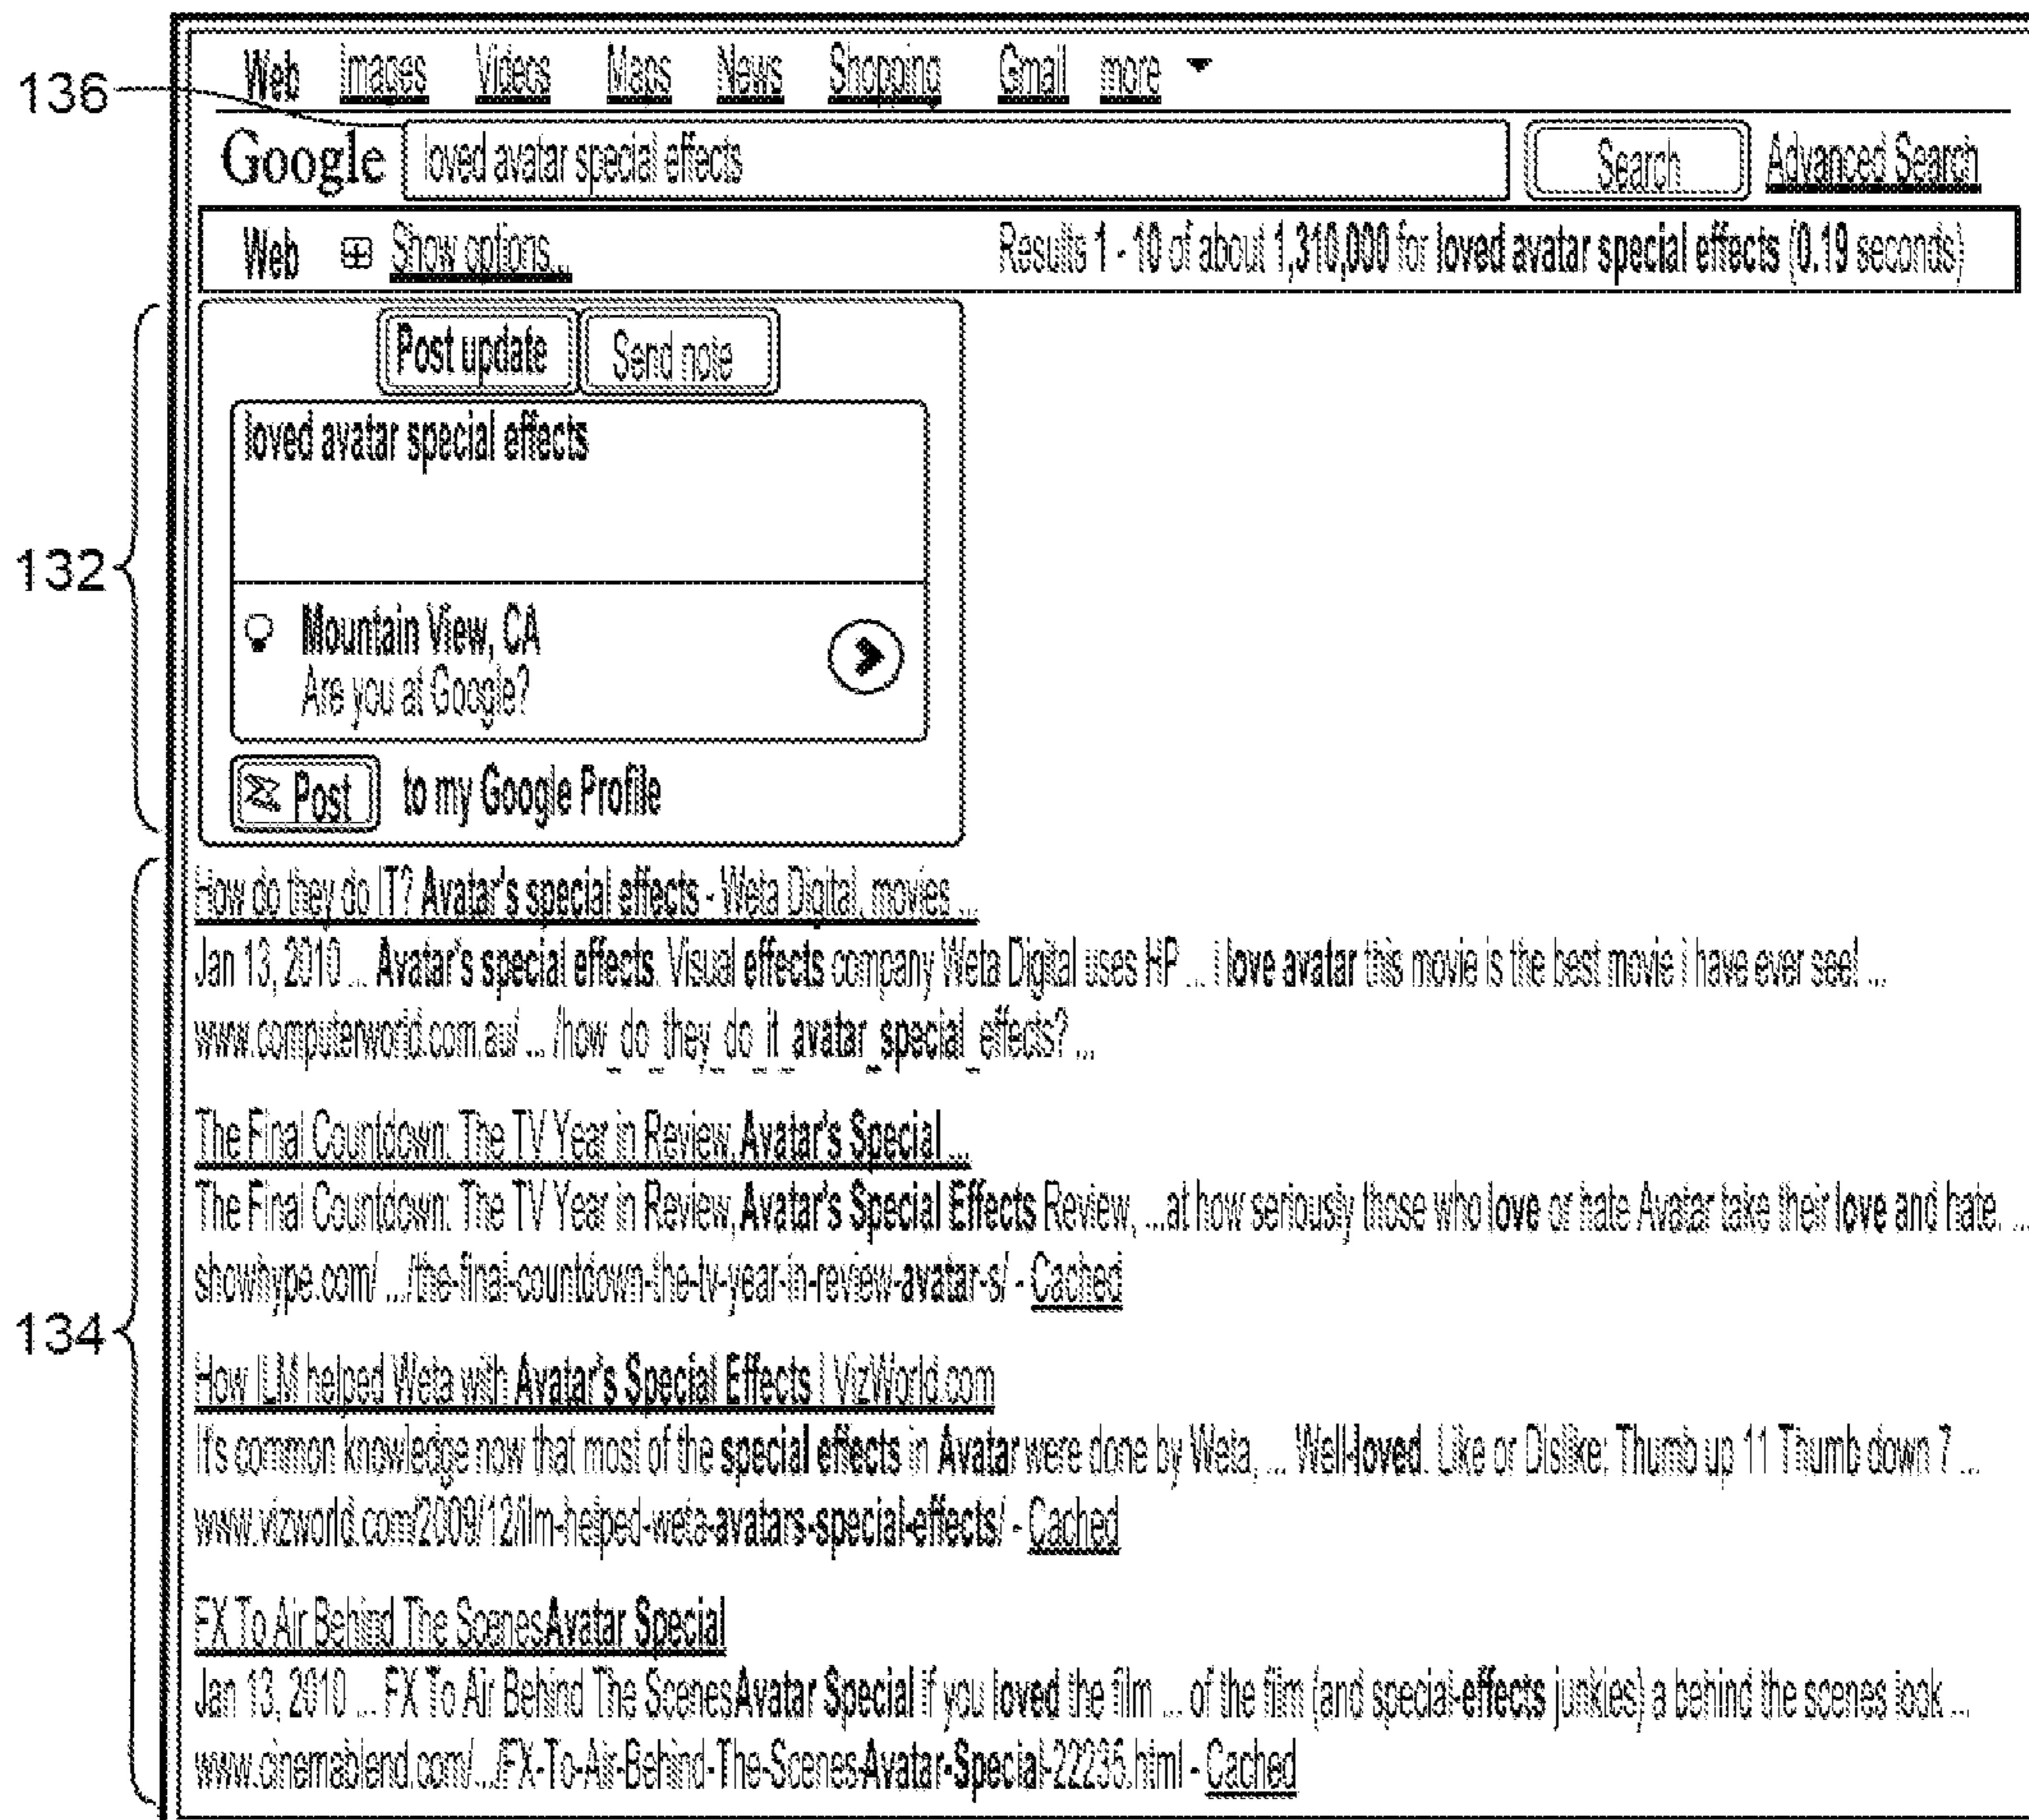 Web Images Videos Maps News Shopping Gmail more
136
Google loved avatar special effects Search Advanced Search
Web Show options... Results 1 - 10 of about 1,310,000 for loved avatar special effects (0.19 seconds)
Post update Send note
loved avatar special effects
132
Mountain View, CA
Are you at Google?
Post to my Google Profile
How do they do IT? Avatar's special effects - Weta Digital, movies ...
Jan 13, 2010 ... Avatar's special effects. Visual effects company Weta Digital uses HP ... i love avatar this movie is the best movie i have ever see! ...
www.computerworld.com.au/ ... /how_do_they_do_it_avatar_special_effects? ...
The Final Countdown: The TV Year in Review,Avatar's Special ...
The Final Countdown: The TV Year in Review,Avatar's Special Effects Review, ...at how seriously those who love or hate Avatar take their love and hate. ...
showhype.com/ .../the-final-countdown-the-tv-year-in-review-avatar-s/ - Cached
134
How ILM helped Weta with Avatar's Special Effects | VizWorld.com
It's common knowledge now that most of the special effects in Avatar were done by Weta, ... Well-loved. Like or Dislike: Thumb up 11 Thumb down 7 ...
www.vizworld.com/2009/12/ilm-helped-weta-avatars-special-effects/ - Cached
FX To Air Behind The ScenesAvatar Special
Jan 13, 2010 ... FX To Air Behind The ScenesAvatar Special if you loved the film ... of the film (and special-effects junkies) a behind the scenes look ...
www.cinemablend.com/.../FX-To-Air-Behind-The-ScenesAvatar-Special-22235.html - Cached